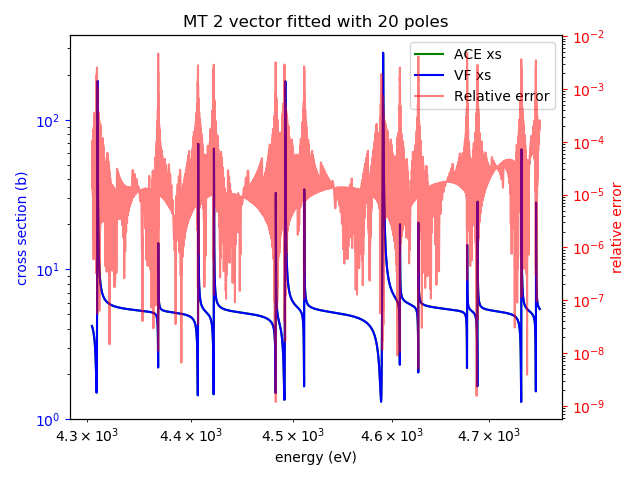 MT 2 vector fitted with 20 poles
ACE xs
VF xs
Relative error
cross section (b)
10²
10¹
10⁰
relative error
10⁻²
10⁻³
10⁻⁴
10⁻⁵
10⁻⁶
10⁻⁷
10⁻⁸
10⁻⁹
4.3 × 10³ 4.4 × 10³ 4.5 × 10³ 4.6 × 10³ 4.7 × 10³
energy (eV)